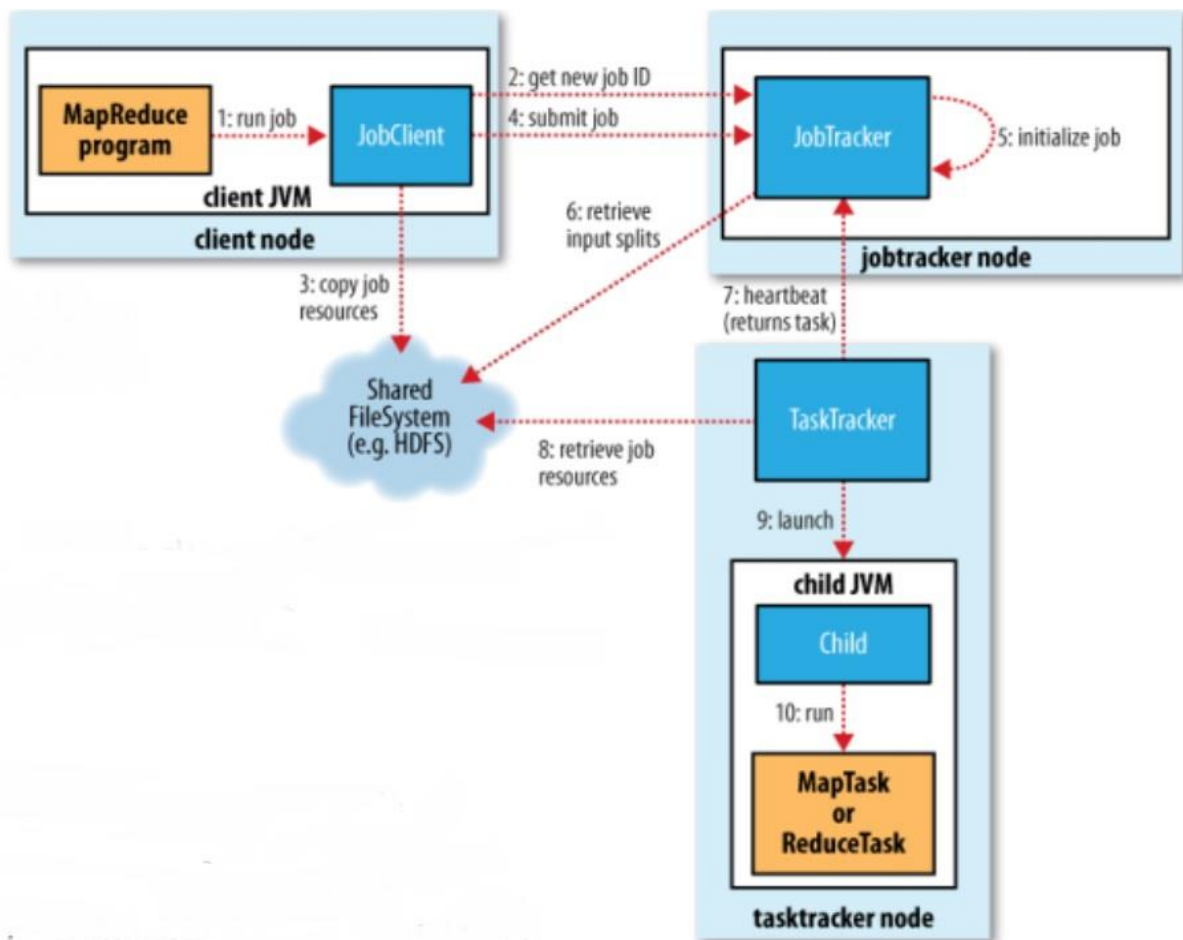 MapReduce
program
1: run job
JobClient
client JVM
client node
2: get new job ID
4: submit job
JobTracker
5: initialize job
jobtracker node
3: copy job
resources
6: retrieve
input splits
7: heartbeat
(returns task)
Shared
FileSystem
(e.g. HDFS)
8: retrieve job
resources
TaskTracker
9: launch
child JVM
Child
10: run
MapTask
or
ReduceTask
tasktracker node